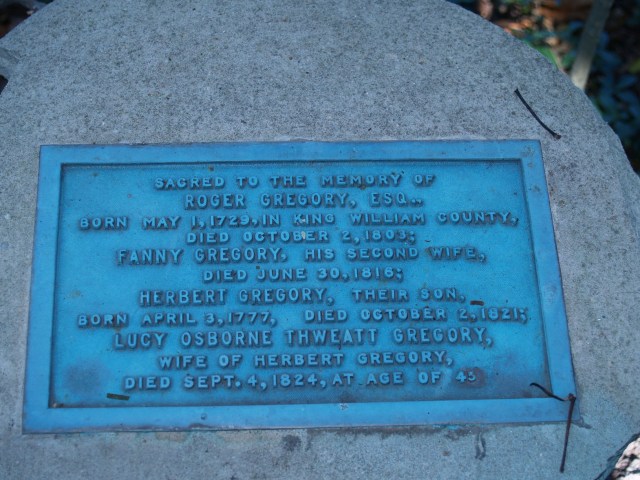 SACRED TO THE MEMORY OF
ROGER GREGORY, ESQ.,
BORN MAY 1, 1729, IN KING WILLIAM COUNTY,
DIED OCTOBER 2, 1803;
FANNY GREGORY, HIS SECOND WIFE,
DIED JUNE 30, 1816;
HERBERT GREGORY, THEIR SON,
BORN APRIL 3, 1777, DIED OCTOBER 2, 1821;
LUCY OSBORNE THWEATT GREGORY,
WIFE OF HERBERT GREGORY,
DIED SEPT. 4, 1824, AT AGE OF 45